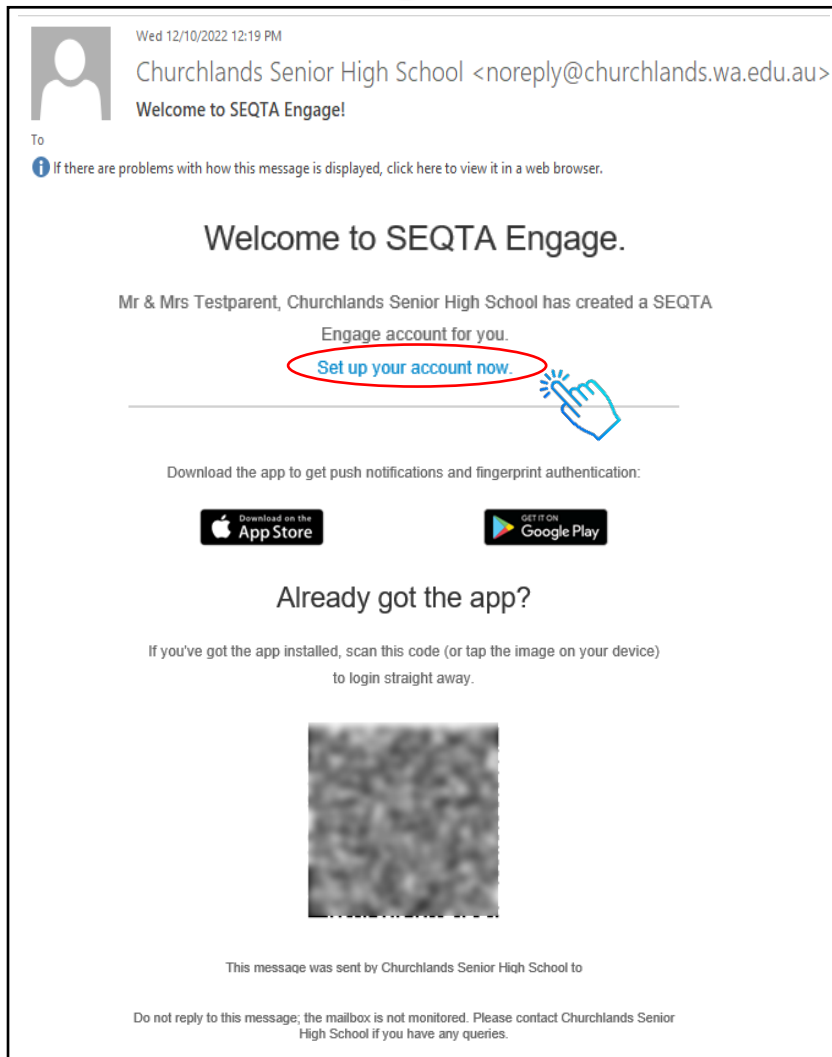 Wed 12/10/2022 12:19 PM
Churchlands Senior High School <noreply@churchlands.wa.edu.au>
Welcome to SEQTA Engage!
To
i If there are problems with how this message is displayed, click here to view it in a web browser.
Welcome to SEQTA Engage.
Mr & Mrs Testparent, Churchlands Senior High School has created a SEQTA
Engage account for you.
Set up your account now.
Download the app to get push notifications and fingerprint authentication:
Download on the
App Store
GET IT ON
Google Play
Already got the app?
If you've got the app installed, scan this code (or tap the image on your device)
to login straight away.
This message was sent by Churchlands Senior High School to
Do not reply to this message; the mailbox is not monitored. Please contact Churchlands Senior
High School if you have any queries.